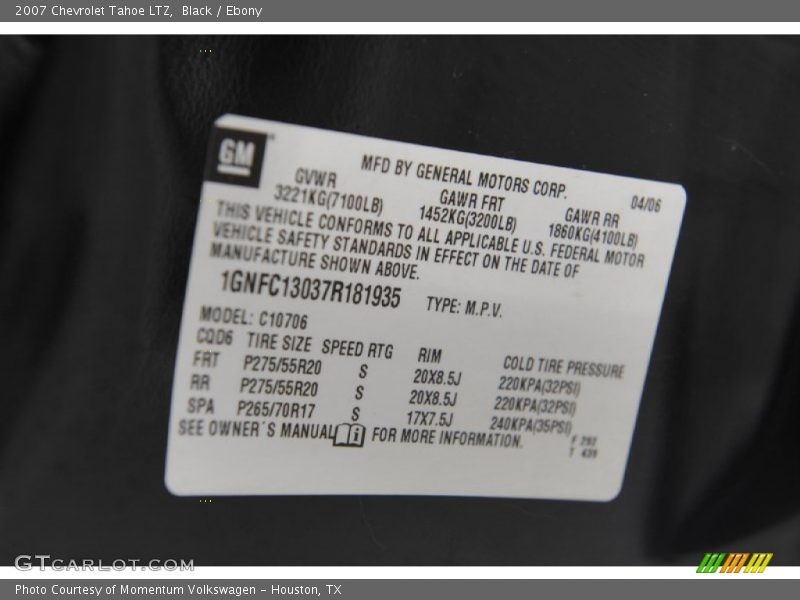 2007 Chevrolet Tahoe LTZ, Black / Ebony
GM
MFD BY GENERAL MOTORS CORP.
04/06
GVWR GAWR FRT GAWR RR
3221KG(7100LB) 1452KG(3200LB) 1860KG(4100LB)
THIS VEHICLE CONFORMS TO ALL APPLICABLE U.S. FEDERAL MOTOR
VEHICLE SAFETY STANDARDS IN EFFECT ON THE DATE OF
MANUFACTURE SHOWN ABOVE.
1GNFC13037R181935 TYPE: M.P.V.
MODEL: C10706
CQD6 TIRE SIZE SPEED RTG RIM COLD TIRE PRESSURE
FRT P275/55R20 S 20X8.5J 220KPA(32PSI)
RR P275/55R20 S 20X8.5J 220KPA(32PSI)
SPA P265/70R17 S 17X7.5J 240KPA(35PSI)
SEE OWNER´S MANUAL i FOR MORE INFORMATION.
F 292
T 439
GTCARLOT.COM
Photo Courtesy of Momentum Volkswagen - Houston, TX